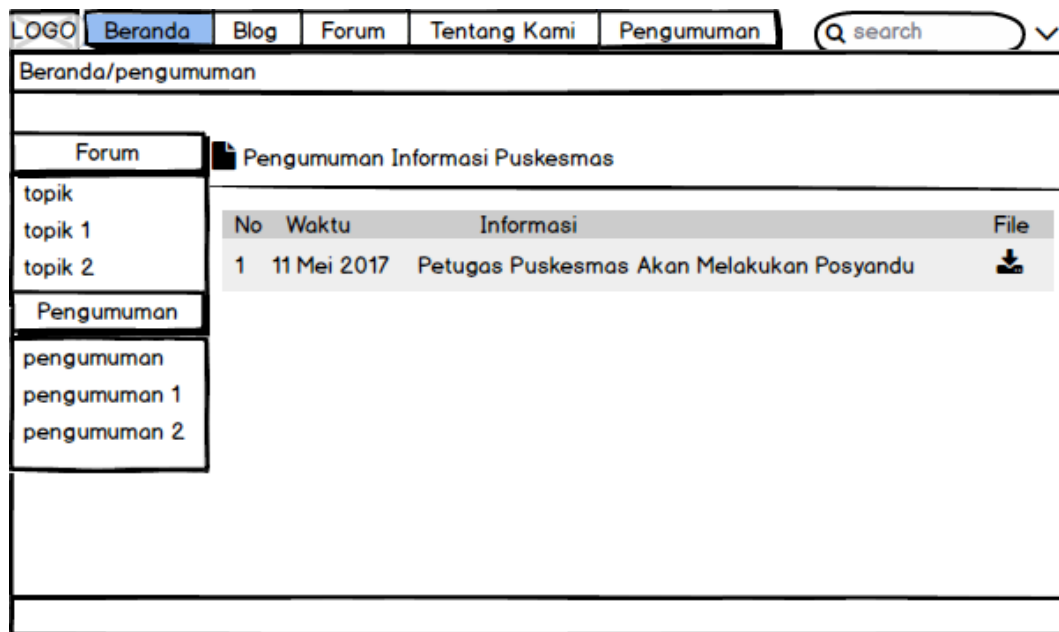 LOGO Beranda Blog Forum Tentang Kami Pengumuman search
Beranda/pengumuman
Forum
topik
topik 1
topik 2
Pengumuman
pengumuman
pengumuman 1
pengumuman 2
Pengumuman Informasi Puskesmas
No Waktu Informasi File
1 11 Mei 2017 Petugas Puskesmas Akan Melakukan Posyandu